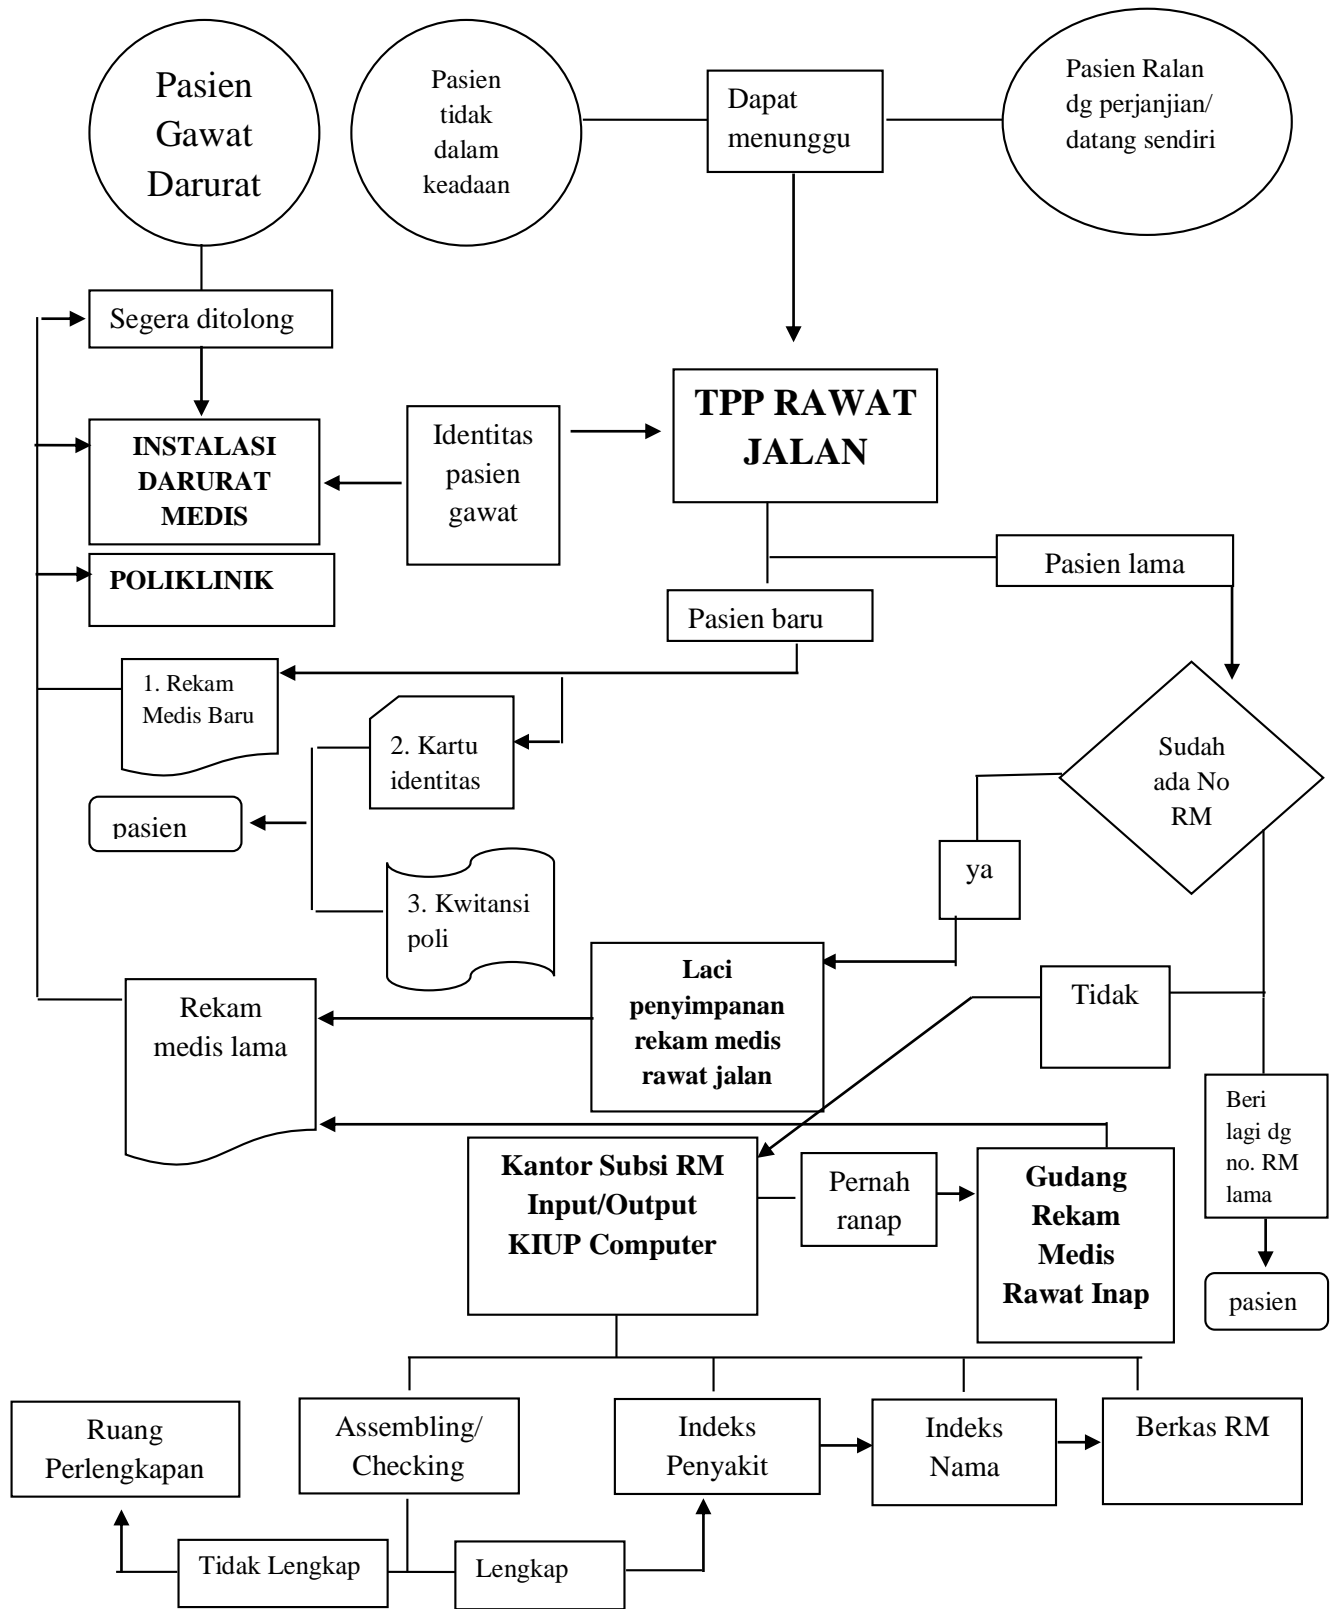 Pasien
Gawat
Darurat
Pasien
tidak
dalam
keadaan
Dapat
menunggu
Pasien Ralan
dg perjanjian/
datang sendiri
Segera ditolong
INSTALASI
DARURAT
MEDIS
Identitas
pasien
gawat
TPP RAWAT
JALAN
POLIKLINIK
Pasien lama
Pasien baru
1. Rekam
Medis Baru
2. Kartu
identitas
Sudah
ada No
RM
pasien
ya
3. Kwitansi
poli
Laci
penyimpanan
rekam medis
rawat jalan
Tidak
Rekam
medis lama
Beri
lagi dg
no. RM
lama
Kantor Subsi RM
Input/Output
KIUP Computer
Pernah
ranap
Gudang
Rekam
Medis
Rawat Inap
pasien
Ruang
Perlengkapan
Assembling/
Checking
Indeks
Penyakit
Indeks
Nama
Berkas RM
Tidak Lengkap
Lengkap